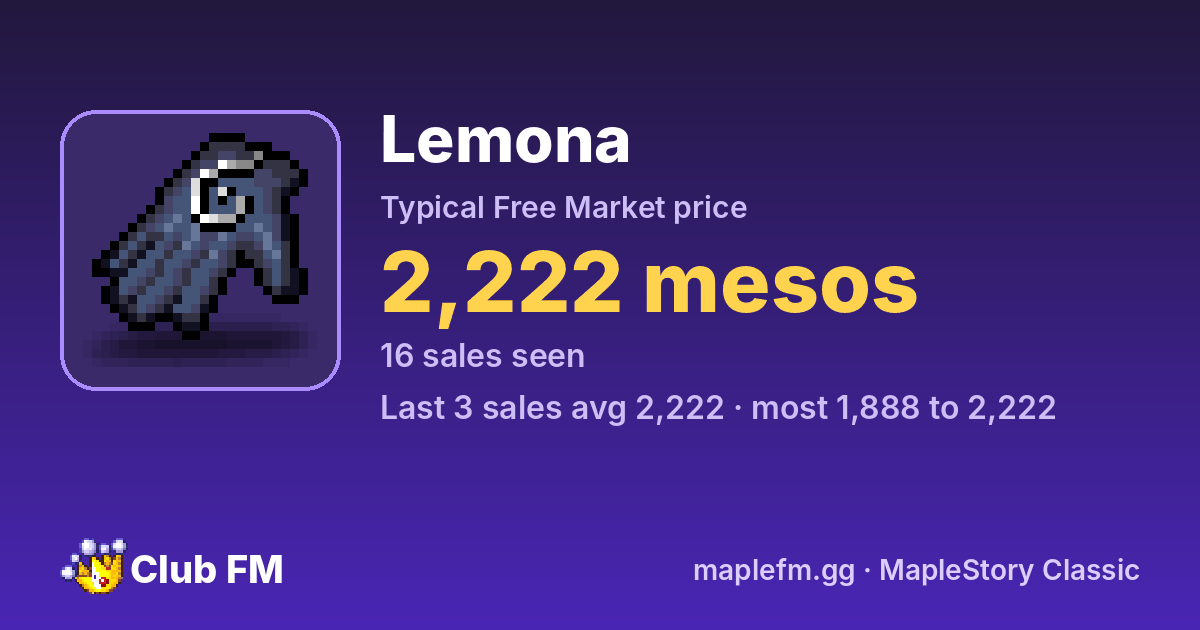 Lemona
Typical Free Market price
2,222 mesos
16 sales seen
Last 3 sales avg 2,222 · most 1,888 to 2,222
Club FM
maplefm.gg · MapleStory Classic